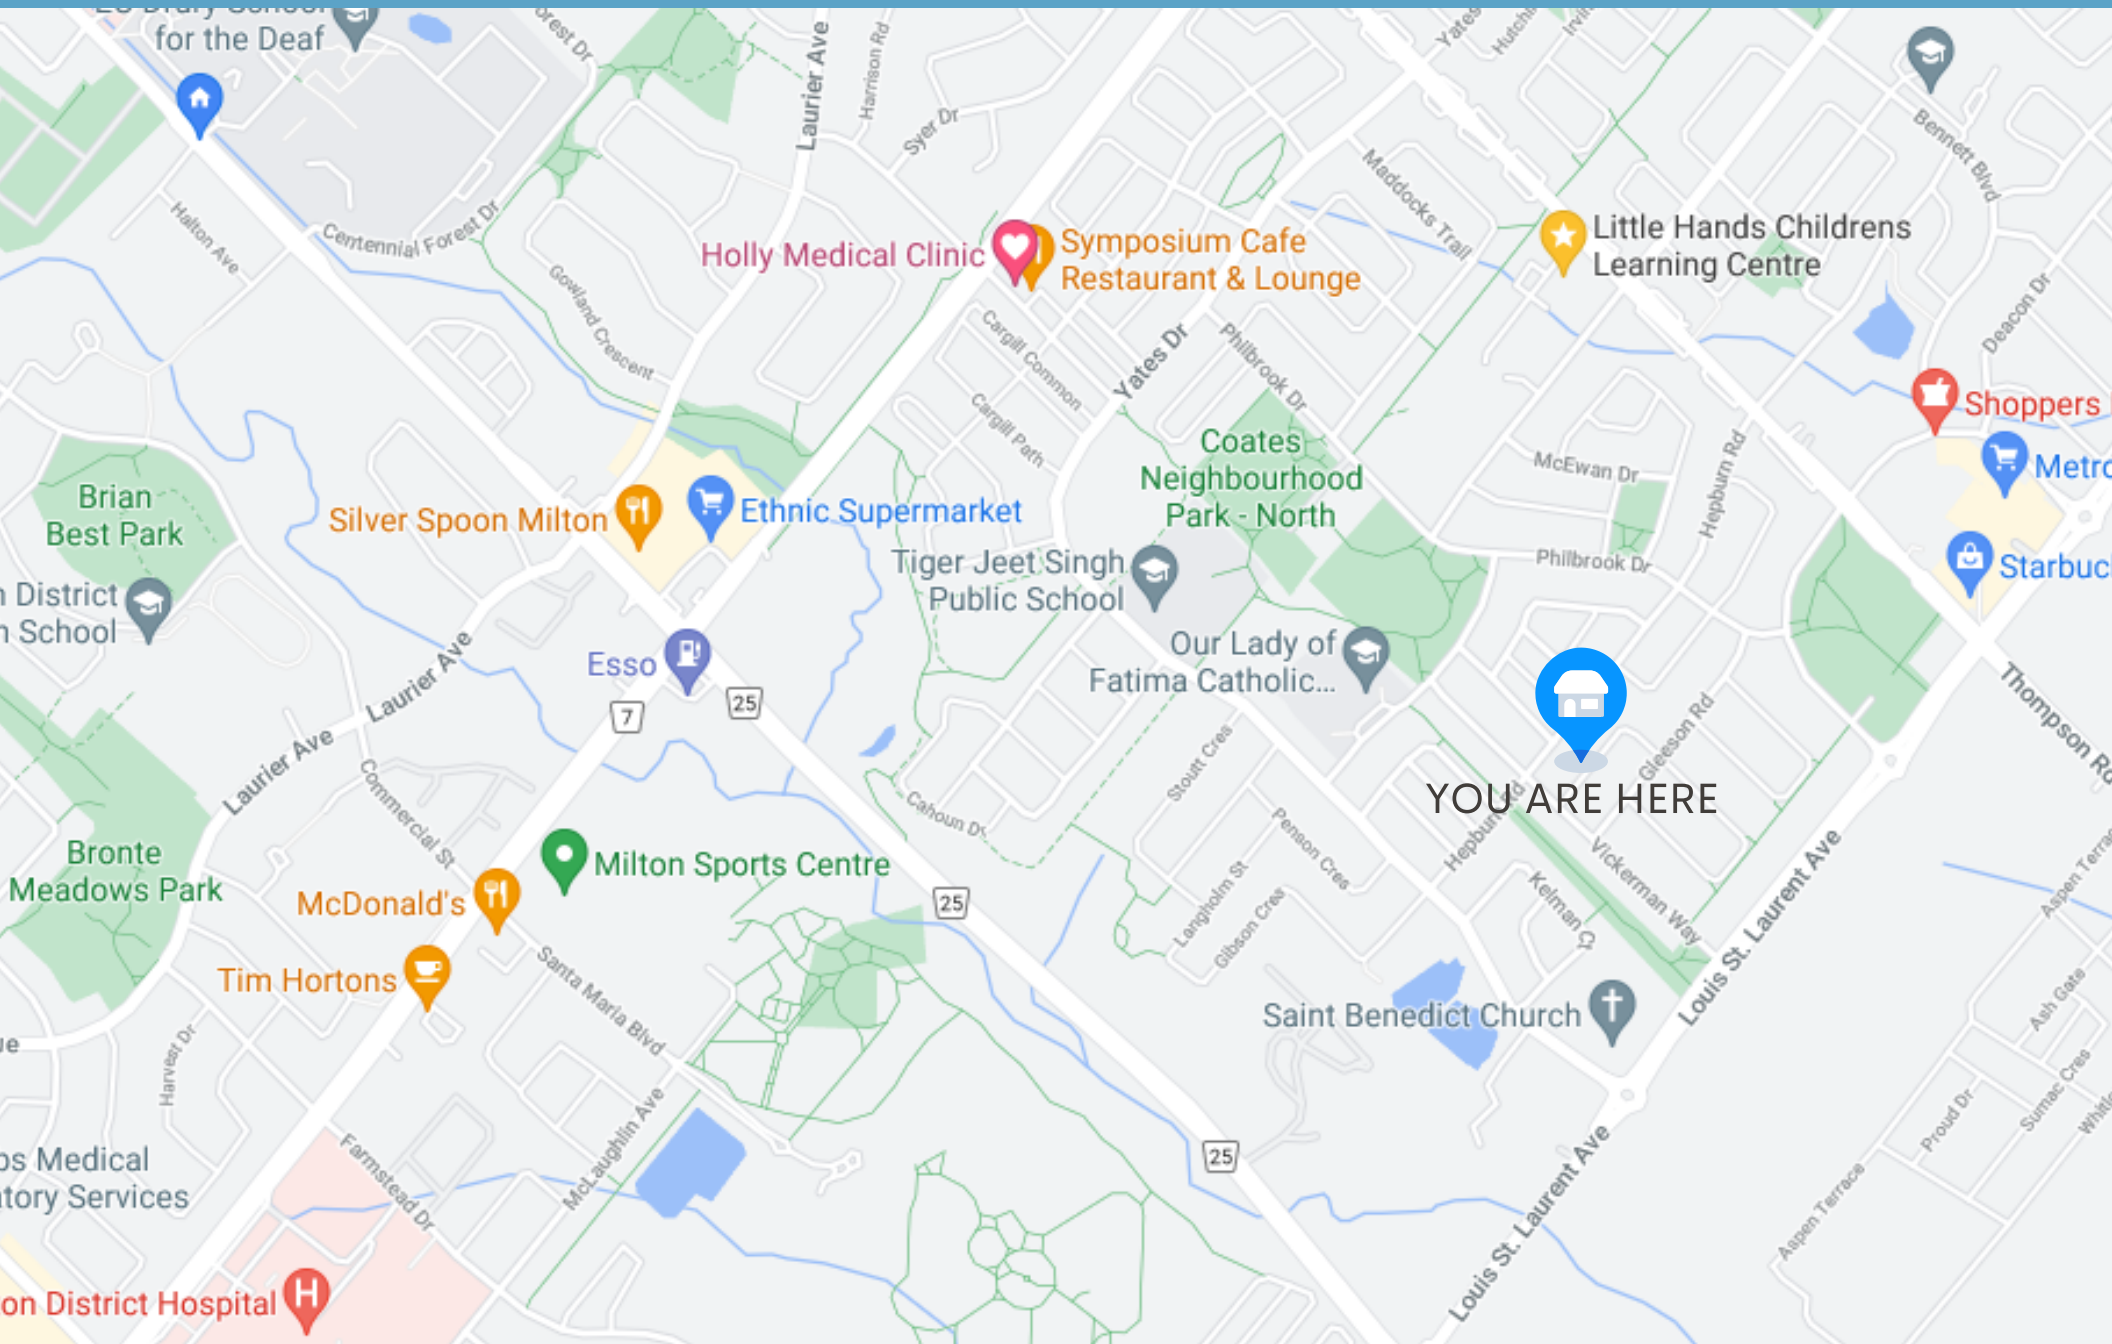 for the Deaf
Forest Dr
Laurier Ave
Harrison Rd
Syer Dr
Yates
Bennett Blvd
Maddocks Trail
Halton Ave
Centennial Forest Dr
Holly Medical Clinic
Symposium Cafe
Restaurant & Lounge
Little Hands Childrens
Learning Centre
Gowland Crescent
Cargill Common
Yates Dr
Philbrook Dr
Deacon Dr
Cargill Path
Shoppers
Coates
Neighbourhood
Park - North
McEwan Dr
Hepburn Rd
Metro
Brian
Best Park
Silver Spoon Milton
Ethnic Supermarket
Tiger Jeet Singh
Public School
Philbrook Dr
Starbuc
District
School
Our Lady of
Fatima Catholic...
Esso
7
25
Laurier Ave
Thompson Rd
Gleeson Rd
Stoutt Cres
Laurier Ave
YOU ARE HERE
Hepburn Rd
Commercial St
Cahoun Dr
Penson Cres
Bronte
Meadows Park
Milton Sports Centre
McDonald's
25
Langholm St
Gibson Cres
Kelman Ct
Vickerman Way
Louis St. Laurent Ave
Aspen Terrace
Tim Hortons
Santa Maria Blvd
Saint Benedict Church
Ash Gate
Harvest Dr
McLaughlin Ave
Farmstead Dr
25
Proud Dr
Sumac Cres
os Medical
atory Services
Louis St. Laurent Ave
Aspen Terrace
on District Hospital
H